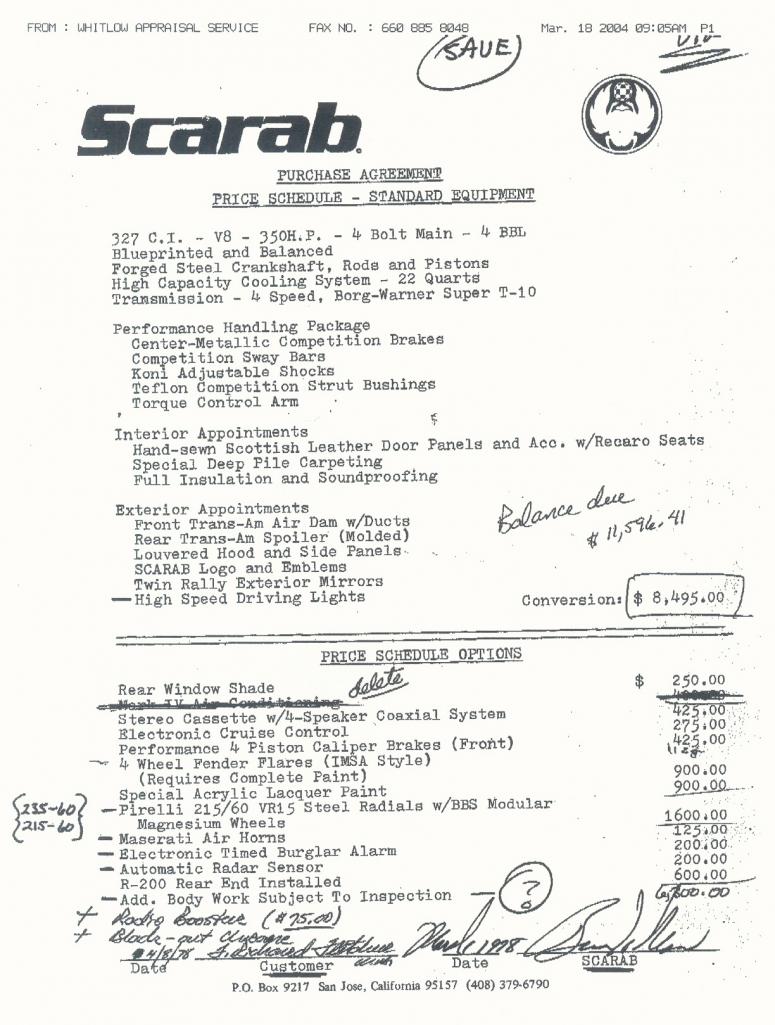 FROM : WHITLOW APPRAISAL SERVICE FAX NO. : 660 885 8048 Mar. 18 2004 09:05AM P1
SAVE
Scarab.
PURCHASE AGREEMENT
PRICE SCHEDULE - STANDARD EQUIPMENT
327 C.I. - V8 - 350H.P. - 4 Bolt Main - 4 BBL
Blueprinted and Balanced
Forged Steel Crankshaft, Rods and Pistons
High Capacity Cooling System - 22 Quarts
Transmission - 4 Speed, Borg-Warner Super T-10
Performance Handling Package
Center-Metallic Competition Brakes
Competition Sway Bars
Koni Adjustable Shocks
Teflon Competition Strut Bushings
Torque Control Arm
Interior Appointments
Hand-sewn Scottish Leather Door Panels and Acc. w/Recaro Seats
Special Deep Pile Carpeting
Full Insulation and Soundproofing
Exterior Appointments
Front Trans-Am Air Dam w/Ducts
Rear Trans-Am Spoiler (Molded)
Louvered Hood and Side Panels
SCARAB Logo and Emblems
Twin Rally Exterior Mirrors
High Speed Driving Lights
Balance due
$ 11,596.41
Conversion: $ 8,495.00
PRICE SCHEDULE OPTIONS
Rear Window Shade $ 250.00
Mark IV Air Conditioning delete
Stereo Cassette w/4-Speaker Coaxial System 425.00
Electronic Cruise Control 275.00
Performance 4 Piston Caliper Brakes (Front) 425.00
4 Wheel Fender Flares (IMSA Style)
(Requires Complete Paint) 900.00
Special Acrylic Lacquer Paint 900.00
{235-60
215-60}
Pirelli 215/60 VR15 Steel Radials w/BBS Modular
Magnesium Wheels 1600.00
Maserati Air Horns 125.00
Electronic Timed Burglar Alarm 200.00
Automatic Radar Sensor 200.00
R-200 Rear End Installed 600.00
Add. Body Work Subject To Inspection — ?
+ Radio Booster ($75.00)
+ Black-out
4/8/78 1978
Date Customer Date SCARAB
P.O. Box 9217 San Jose, California 95157 (408) 379-6790